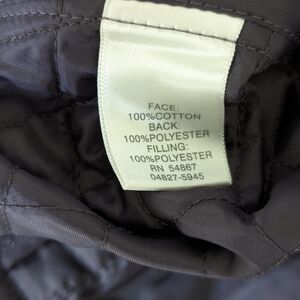 FACE:
100%COTTON
BACK:
100%POLYESTER
FILLING:
100%POLYESTER
RN 54867
04827-5945